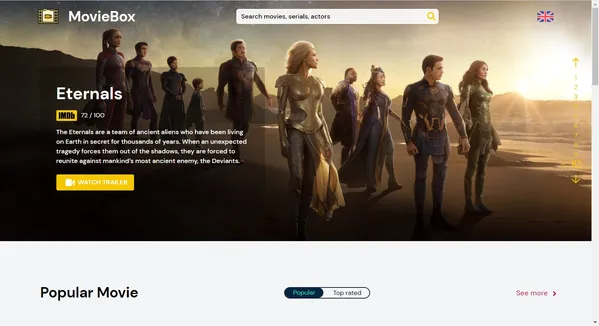 MovieBox
Search movies, serials, actors
Eternals
IMDb 72 / 100
The Eternals are a team of ancient aliens who have been living
on Earth in secret for thousands of years. When an unexpected
tragedy forces them out of the shadows, they are forced to
reunite against mankind's most ancient enemy, the Deviants.
WATCH TRAILER
1
2
3
Popular Movie
Popular
Top rated
See more